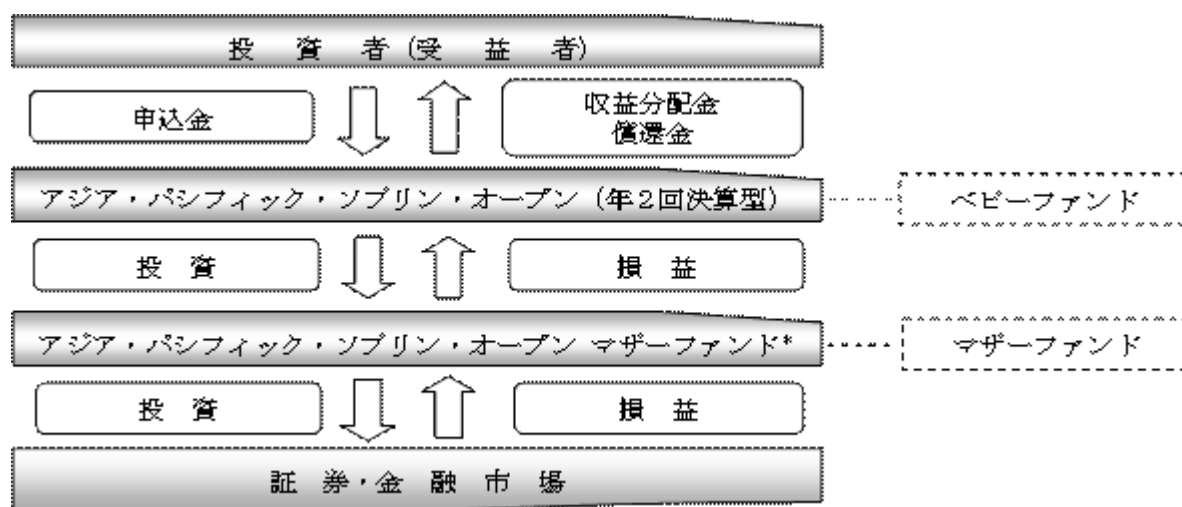 投資者(受益者)
申込金
収益分配金
償還金
アジア・パシフィック・ソブリン・オープン(年2回決算型)
ベビーファンド
投資
損益
アジア・パシフィック・ソブリン・オープン マザーファンド*
マザーファンド
投資
損益
証券・金融市場